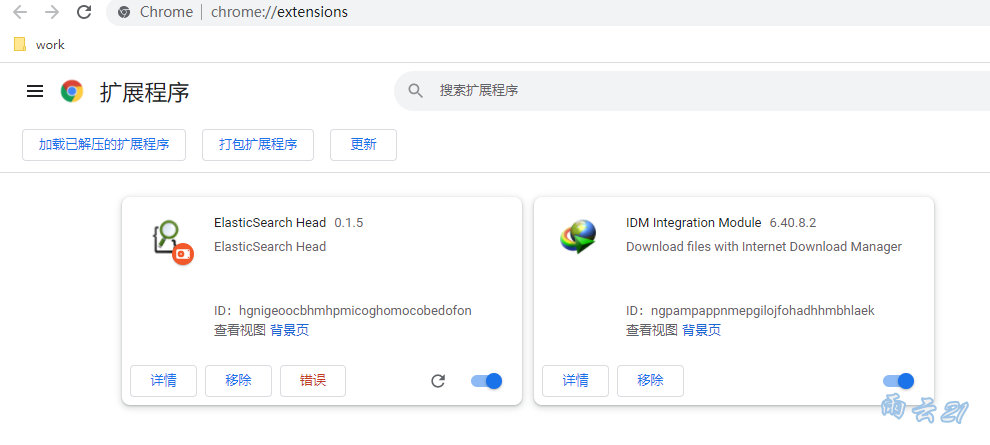 Chrome | chrome://extensions
work
扩展程序
搜索扩展程序
加载已解压的扩展程序 打包扩展程序 更新
ElasticSearch Head 0.1.5
ElasticSearch Head
ID：hgnigeoocbhmhpmicoghomocobedofon
查看视图 背景页
详情 移除 错误
IDM Integration Module 6.40.8.2
Download files with Internet Download Manager
ID：ngpampappnmepgilojfohadhhmbhlaek
查看视图 背景页
详情 移除
雨云21